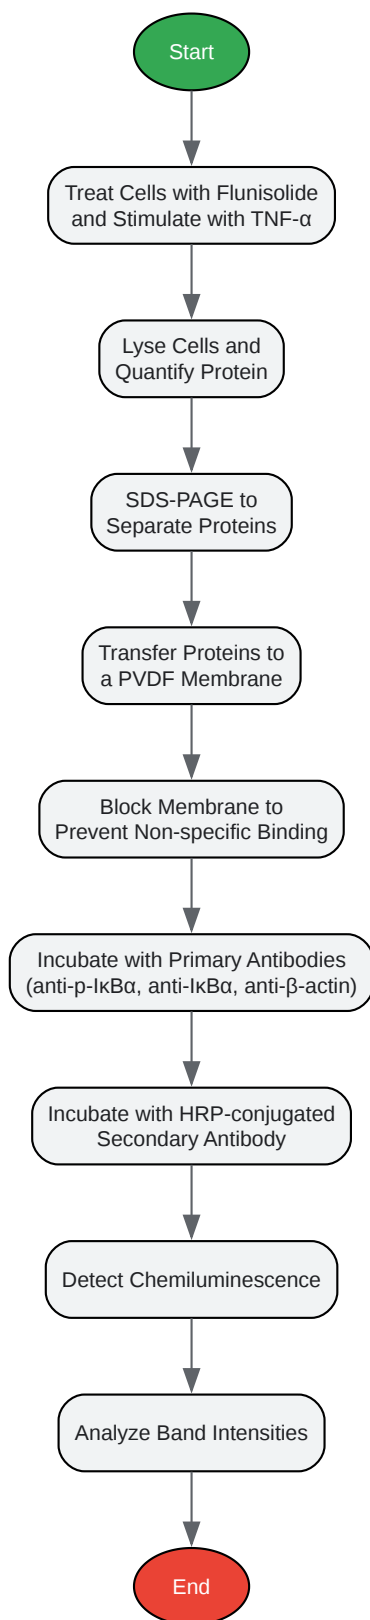 Start
Treat Cells with Flunisolide
and Stimulate with TNF-α
Lyse Cells and
Quantify Protein
SDS-PAGE to
Separate Proteins
Transfer Proteins to
a PVDF Membrane
Block Membrane to
Prevent Non-specific Binding
Incubate with Primary Antibodies
(anti-p-IκBα, anti-IκBα, anti-β-actin)
Incubate with HRP-conjugated
Secondary Antibody
Detect Chemiluminescence
Analyze Band Intensities
End